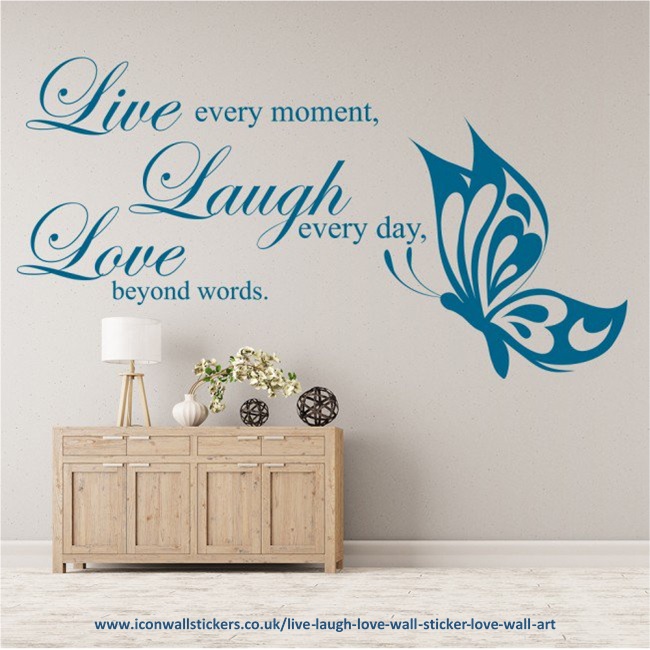 Live every moment,
Laugh
every day,
Love
beyond words.
www.iconwallstickers.co.uk/live-laugh-love-wall-sticker-love-wall-art